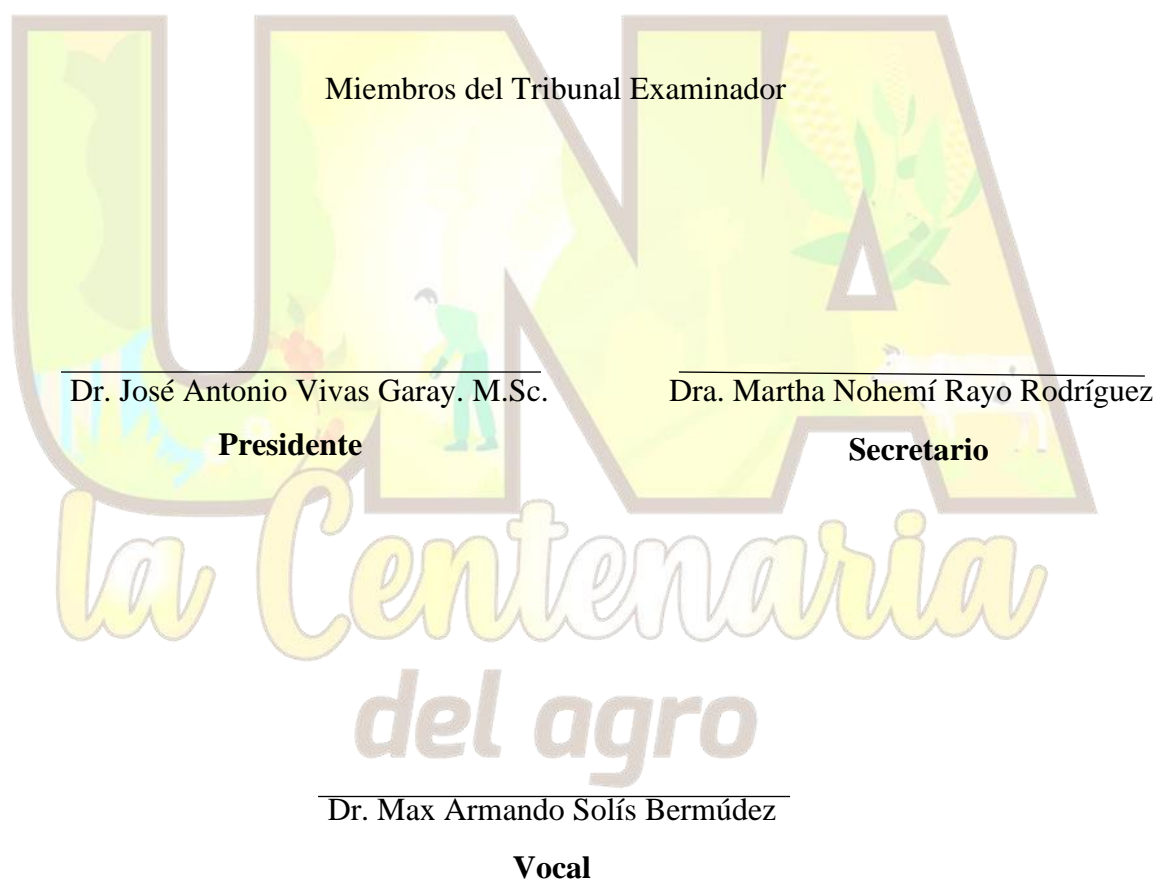 Miembros del Tribunal Examinador
UNA
Dr. José Antonio Vivas Garay. M.Sc.
Dra. Martha Nohemí Rayo Rodríguez
Presidente
Secretario
la Centenaria
del agro
Dr. Max Armando Solís Bermúdez
Vocal